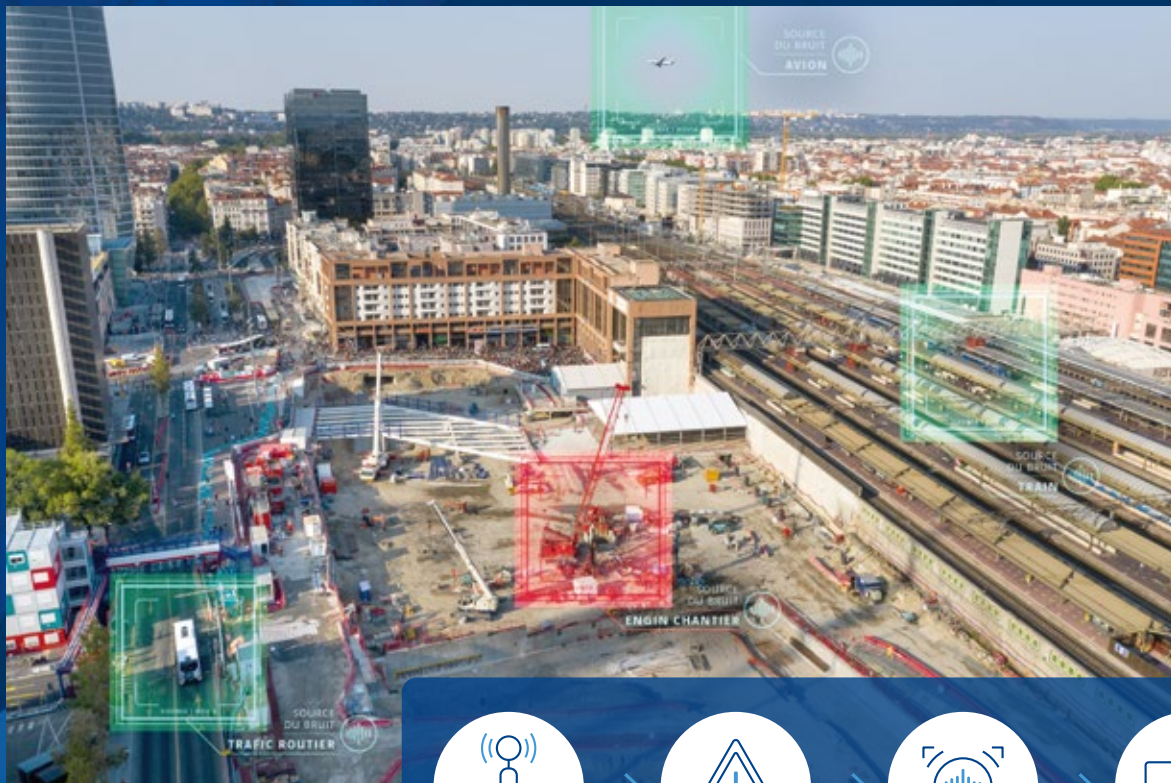 SOURCE
DU BRUIT
AVION
SOURCE
DU BRUIT
TRAIN
SOURCE
DU BRUIT
ENGIN CHANTIER
SOURCE
DU BRUIT
TRAFIC ROUTIER